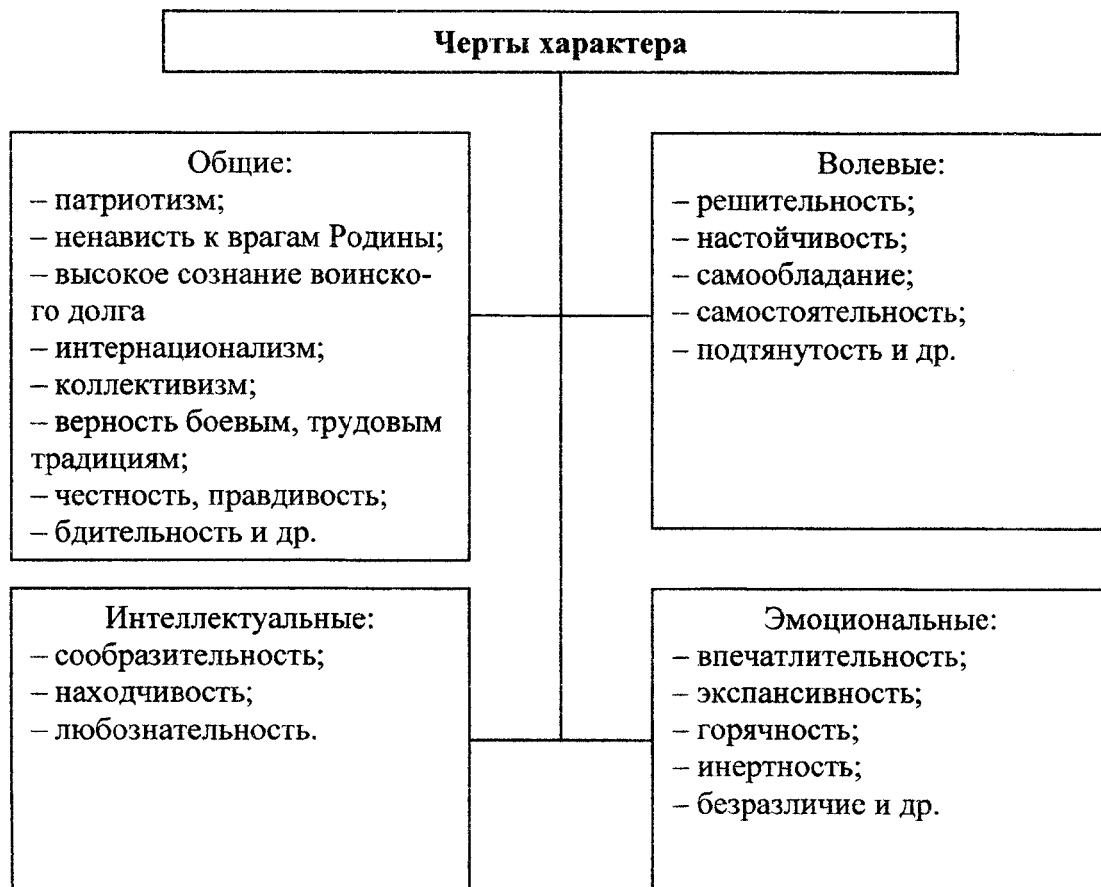 Черты характера
Общие:
– патриотизм;
– ненависть к врагам Родины;
– высокое сознание воинско-
го долга
– интернационализм;
– коллективизм;
– верность боевым, трудовым
традициям;
– честность, правдивость;
– бдительность и др.
Волевые:
– решительность;
– настойчивость;
– самообладание;
– самостоятельность;
– подтянутость и др.
Интеллектуальные:
– сообразительность;
– находчивость;
– любознательность.
Эмоциональные:
– впечатлительность;
– экспансивность;
– горячность;
– инертность;
– безразличие и др.